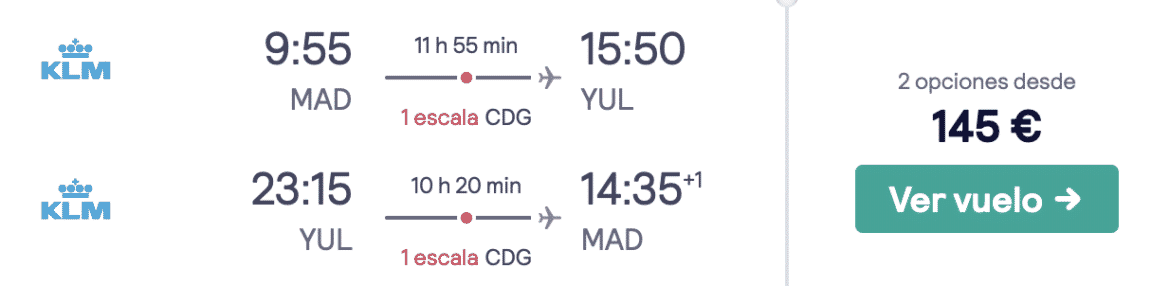 KLM
9:55
11 h 55 min
15:50
MAD
1 escala CDG
YUL
KLM
23:15
10 h 20 min
14:35+1
YUL
1 escala CDG
MAD
2 opciones desde
145 €
Ver vuelo →